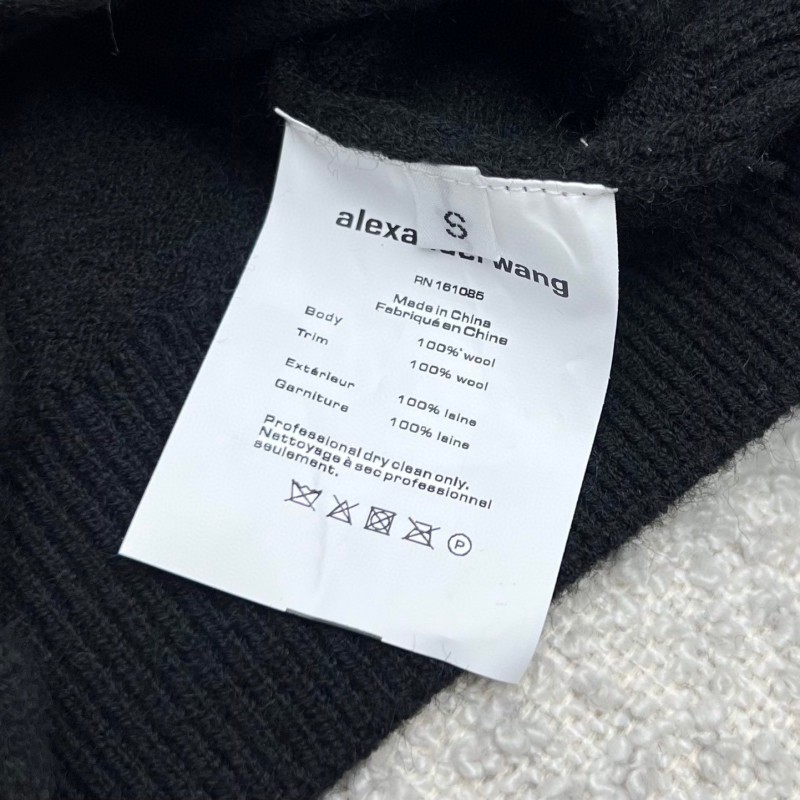 S
alexa wang
RN 161085
Made in China
Fabriqué en Chine
Body 100% wool
Trim 100% wool
Extérieur 100% laine
Garniture 100% laine
Professional dry clean only.
Nettoyage à sec professionnel
seulement.
P